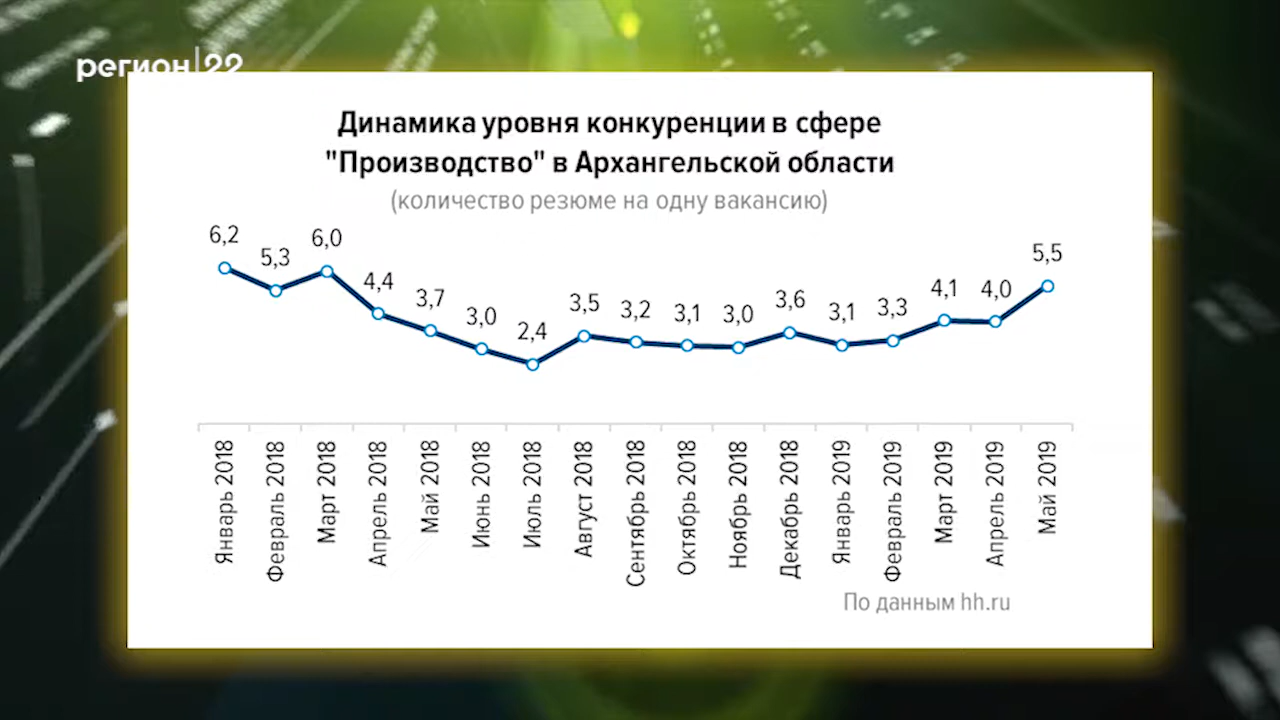 регион|22
Динамика уровня конкуренции в сфере
"Производство" в Архангельской области
(количество резюме на одну вакансию)
6,2
5,3
6,0
4,4
3,7
3,0
2,4
3,5
3,2
3,1
3,0
3,6
3,1
3,3
4,1
4,0
5,5
Январь 2018
Февраль 2018
Март 2018
Апрель 2018
Май 2018
Июнь 2018
Июль 2018
Август 2018
Сентябрь 2018
Октябрь 2018
Ноябрь 2018
Декабрь 2018
Январь 2019
Февраль 2019
Март 2019
Апрель 2019
Май 2019
По данным hh.ru